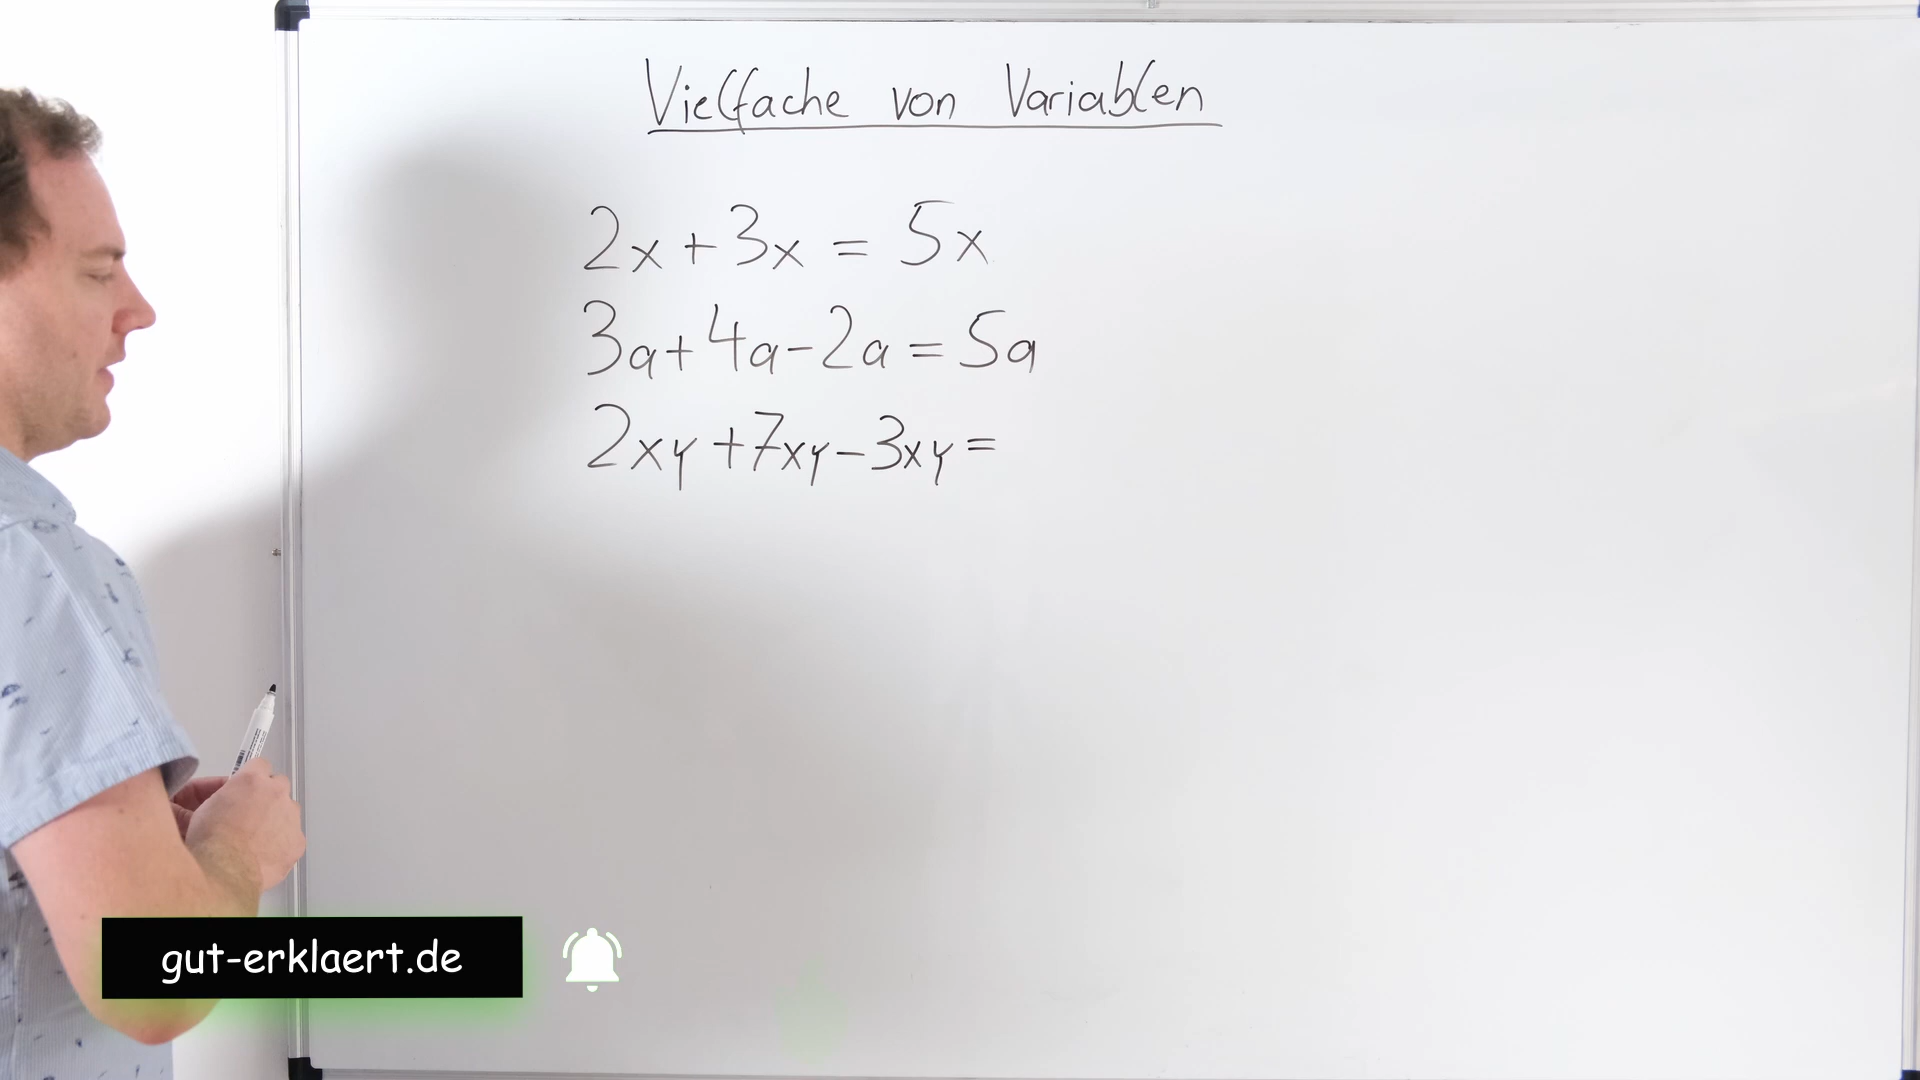 Vielfache von Variablen
2x + 3x = 5x
3a + 4a - 2a = 5a
2xy + 7xy - 3xy =
gut-erklaert.de